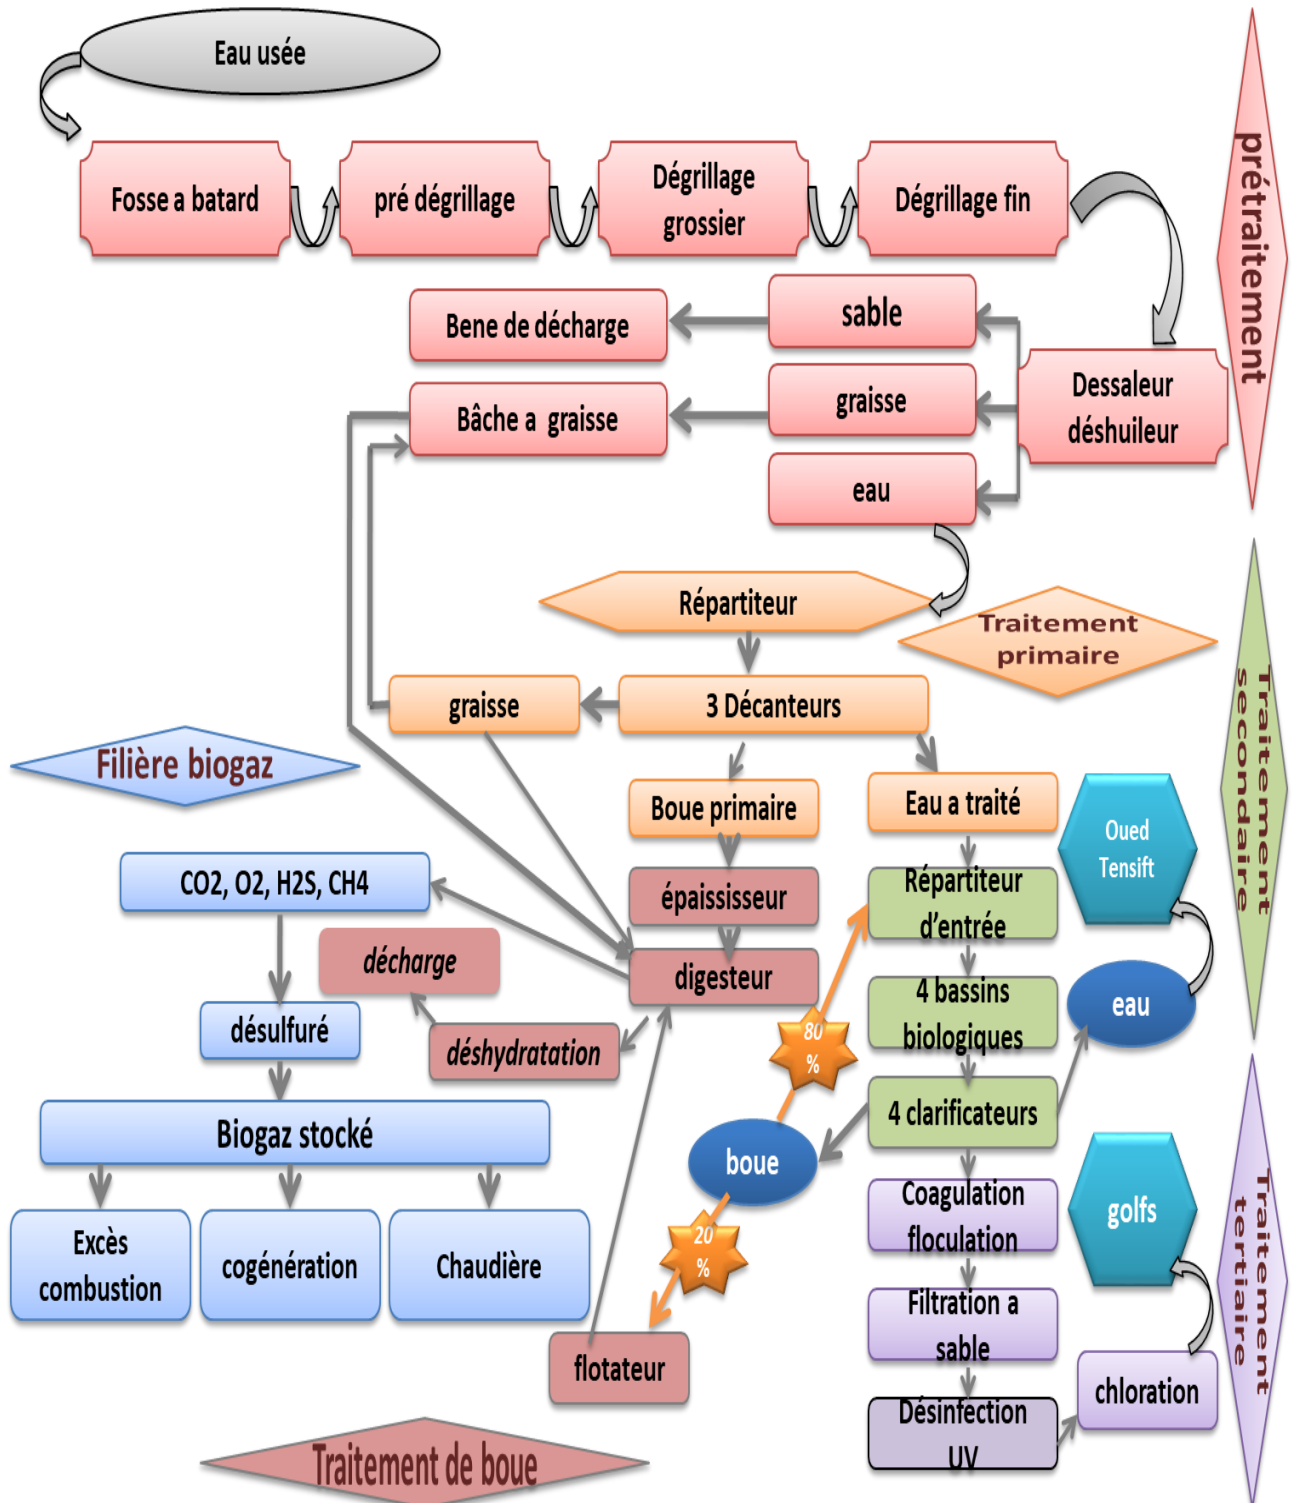 Eau usée
prétraitement
Fosse a batard
pré dégrillage
Dégrillage
grossier
Dégrillage fin
sable
Bene de décharge
Dessaleur
déshuileur
graisse
Bâche a  graisse
eau
Répartiteur
Traitement
primaire
Traitement
secondaire
graisse
3 Décanteurs
Filière biogaz
Boue primaire
Eau a traité
Oued
Tensift
CO2, O2, H2S, CH4
épaississeur
Répartiteur
d'entrée
décharge
digesteur
4 bassins
biologiques
eau
désulfuré
déshydratation
80
%
Biogaz stocké
4 clarificateurs
boue
Coagulation
floculation
golfs
Traitement
tertiaire
Excès
combustion
cogénération
Chaudière
20
%
Filtration a
sable
flotateur
chloration
Désinfection
UV
Traitement de boue